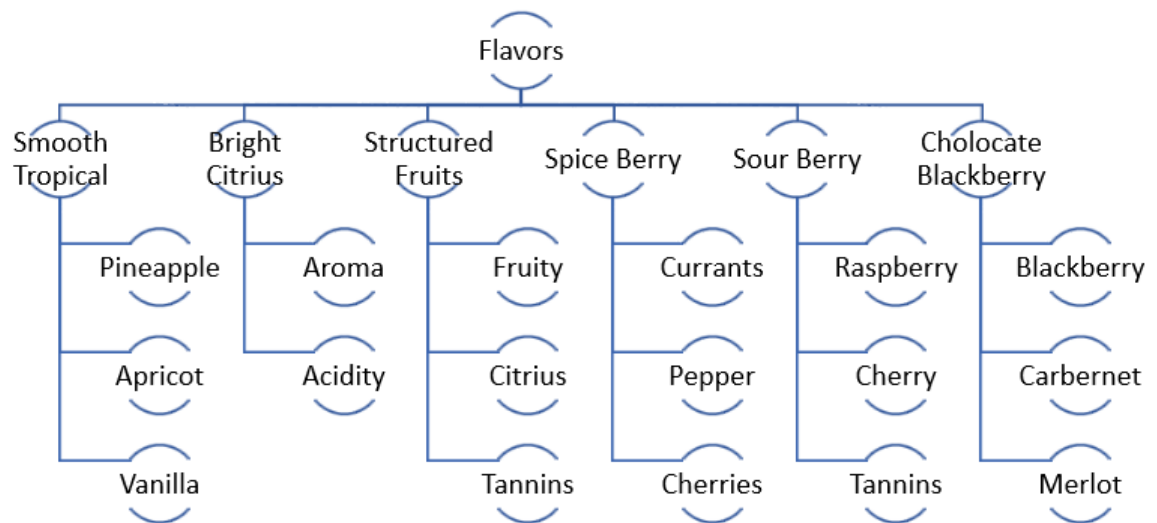 Flavors
Smooth
Tropical
Bright
Citrius
Structured
Fruits
Spice Berry
Sour Berry
Cholocate
Blackberry
Pineapple
Aroma
Fruity
Currants
Raspberry
Blackberry
Apricot
Acidity
Citrius
Pepper
Cherry
Carbernet
Vanilla
Tannins
Cherries
Tannins
Merlot